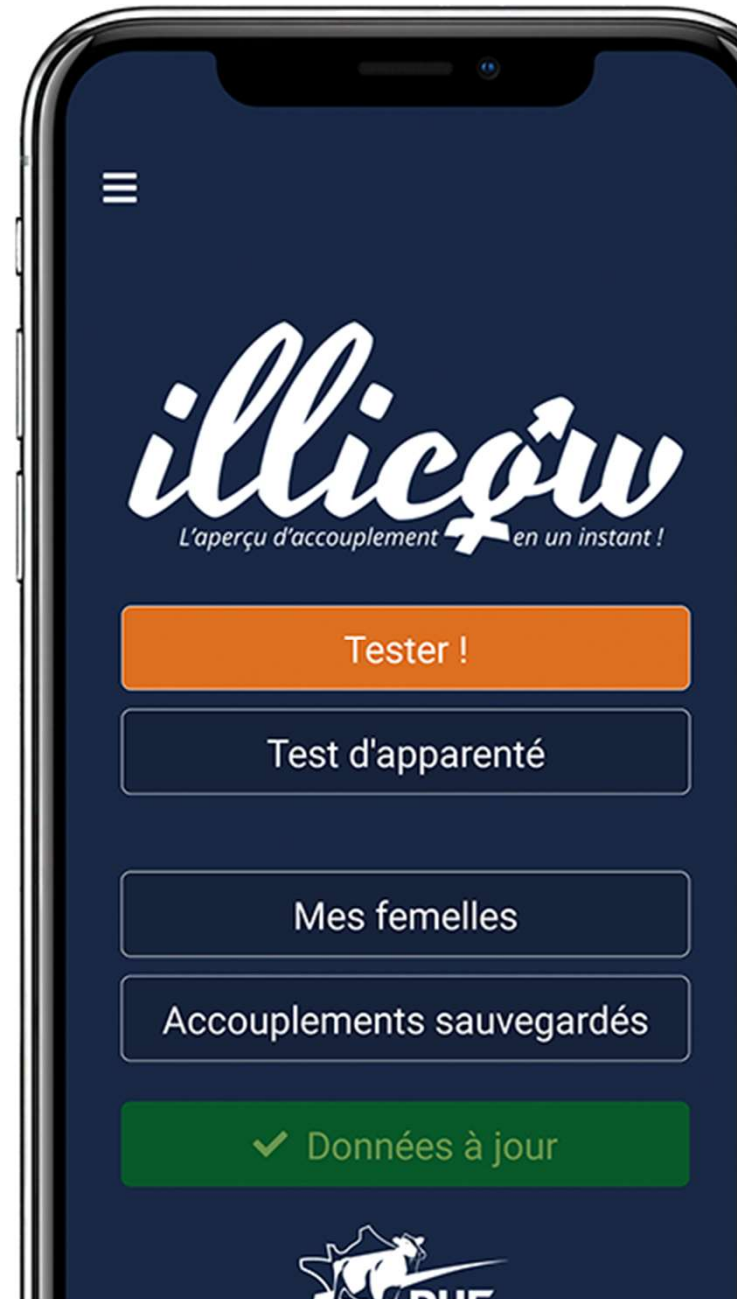 illicow
L'aperçu d'accouplement en un instant !
Tester !
Test d'apparenté
Mes femelles
Accouplements sauvegardés
Données à jour